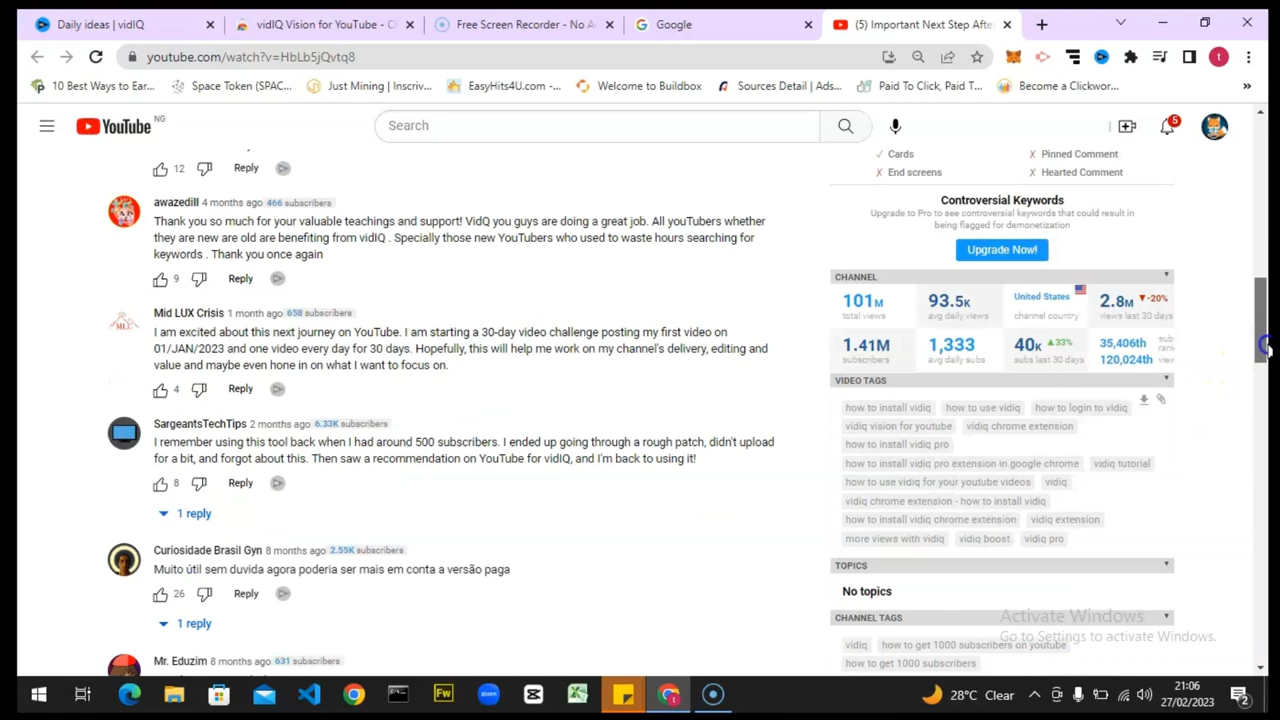 Daily ideas | vidIQ
vidIQ Vision for YouTube - C
Free Screen Recorder - No A
Google
(5) Important Next Step Afte
youtube.com/watch?v=HbLb5jQvtq8
10 Best Ways to Ear...
Space Token (SPAC...
Just Mining | Inscriv...
EasyHits4U.com -...
Welcome to Buildbox
Sources Detail | Ads...
Paid To Click, Paid T...
Become a Clickwor...
»
YouTube NG
Search
5
12 Reply
awazedill 4 months ago 466 subscribers
Thank you so much for your valuable teachings and support! VidQ you guys are doing a great job. All youTubers whether
they are new are old are benefiting from vidIQ . Specially those new YouTubers who used to waste hours searching for
keywords . Thank you once again
9 Reply
Mid LUX Crisis 1 month ago 658 subscribers
I am excited about this next journey on YouTube. I am starting a 30-day video challenge posting my first video on
01/JAN/2023 and one video every day for 30 days. Hopefully, this will help me work on my channel's delivery, editing and
value and maybe even hone in on what I want to focus on.
4 Reply
SargeantsTechTips 2 months ago 6.33K subscribers
I remember using this tool back when I had around 500 subscribers. I ended up going through a rough patch, didn't upload
for a bit, and forgot about this. Then saw a recommendation on YouTube for vidIQ, and I'm back to using it!
8 Reply
1 reply
Curiosidade Brasil Gyn 8 months ago 2.55K subscribers
Muito útil sem duvida agora poderia ser mais em conta a versão paga
26 Reply
1 reply
Mr. Eduzim 8 months ago 631 subscribers
✓ Cards
✗ Pinned Comment
✗ End screens
✗ Hearted Comment
Controversial Keywords
Upgrade to Pro to see controversial keywords that could result in
being flagged for demonetization
Upgrade Now!
CHANNEL
101M 93.5K United States 2.8M ▼-20%
total views avg daily views channel country views last 30 days
1.41M 1,333 40K ▲33% 35,406th sub
subscribers avg daily subs subs last 30 days 120,024th
VIDEO TAGS
how to install vidiq how to use vidiq how to login to vidiq
vidiq vision for youtube vidiq chrome extension
how to install vidiq pro
how to install vidiq pro extension in google chrome vidiq tutorial
how to use vidiq for your youtube videos vidiq
vidiq chrome extension - how to install vidiq
how to install vidiq chrome extension vidiq extension
more views with vidiq vidiq boost vidiq pro
TOPICS
No topics
Activate Windows
Go to Settings to activate Windows.
CHANNEL TAGS
vidiq how to get 1000 subscribers on youtube
how to get 1000 subscribers
Fw
zoom
28°C Clear
21:06
27/02/2023
2